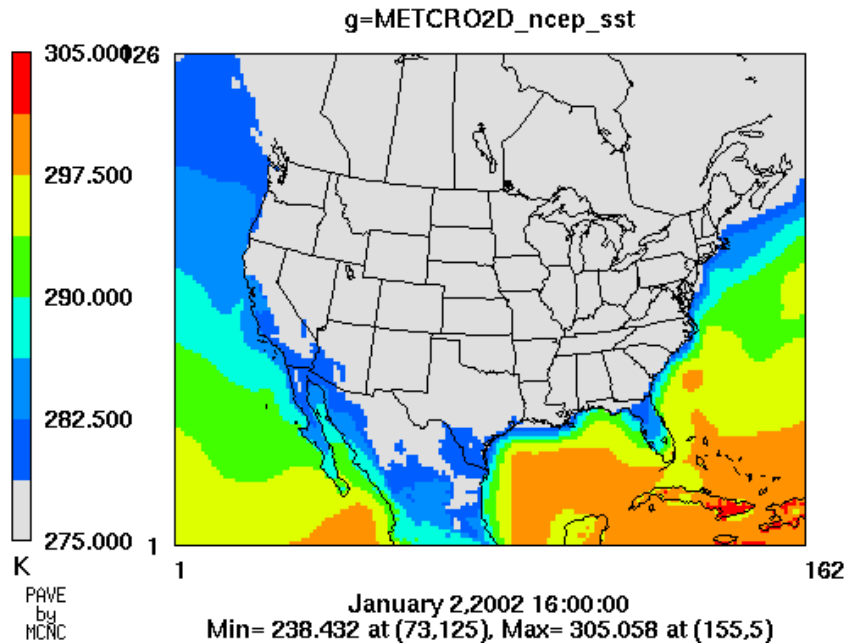 g=METCRO2D_ncep_sst
305.000
126
297.500
290.000
282.500
275.000
1
K
1
162
PAVE
by
MCNC
January 2,2002 16:00:00
Min= 238.432 at (73,125), Max= 305.058 at (155,5)